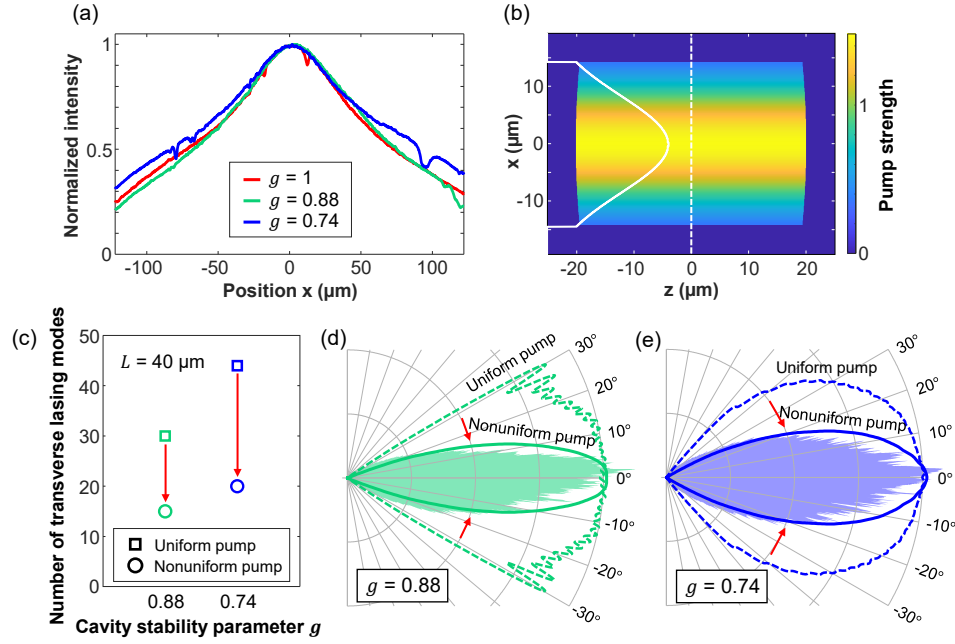 (a)
Normalized intensity
1
0.5
0
g = 1
g = 0.88
g = 0.74
-100
-50
0
50
100
Position x (μm)
(b)
x (μm)
10
0
-10
-20
-10
0
10
20
z (μm)
1
0
Pump strength
(c)
Number of transverse lasing modes
50
40
30
20
10
0
L = 40 μm
Uniform pump
Nonuniform pump
0.88
0.74
Cavity stability parameter g
(d)
Uniform pump
Nonuniform pump
30°
20°
10°
0°
-10°
-20°
-30°
g = 0.88
(e)
Uniform pump
Nonuniform pump
30°
20°
10°
0°
-10°
-20°
-30°
g = 0.74